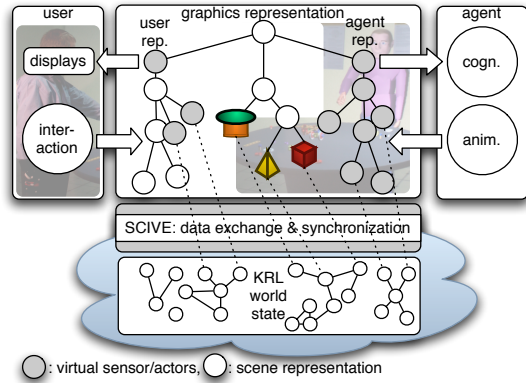 user
graphics representation
agent
user
rep.
agent
rep.
displays
cogn.
inter-
action
anim.
SCIVE: data exchange & synchronization
KRL
world
state
: virtual sensor/actors,
: scene representation